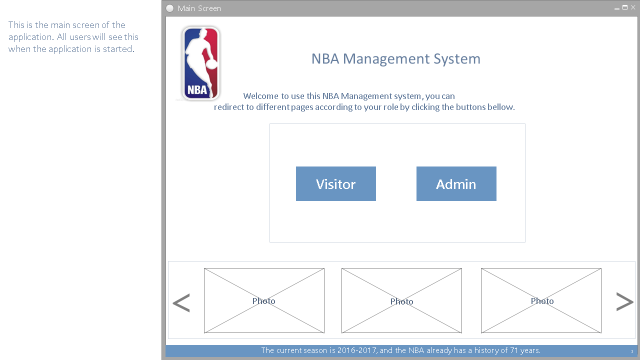 This is the main screen of the
application. All users will see this
when the application is started.
Main Screen
NBA
NBA Management System
Welcome to use this NBA Management system, you can
redirect to different pages according to your role by clicking the buttons bellow.
Visitor
Admin
<
Photo
Photo
Photo
>
The current season is 2016-2017, and the NBA already has a history of 71 years.